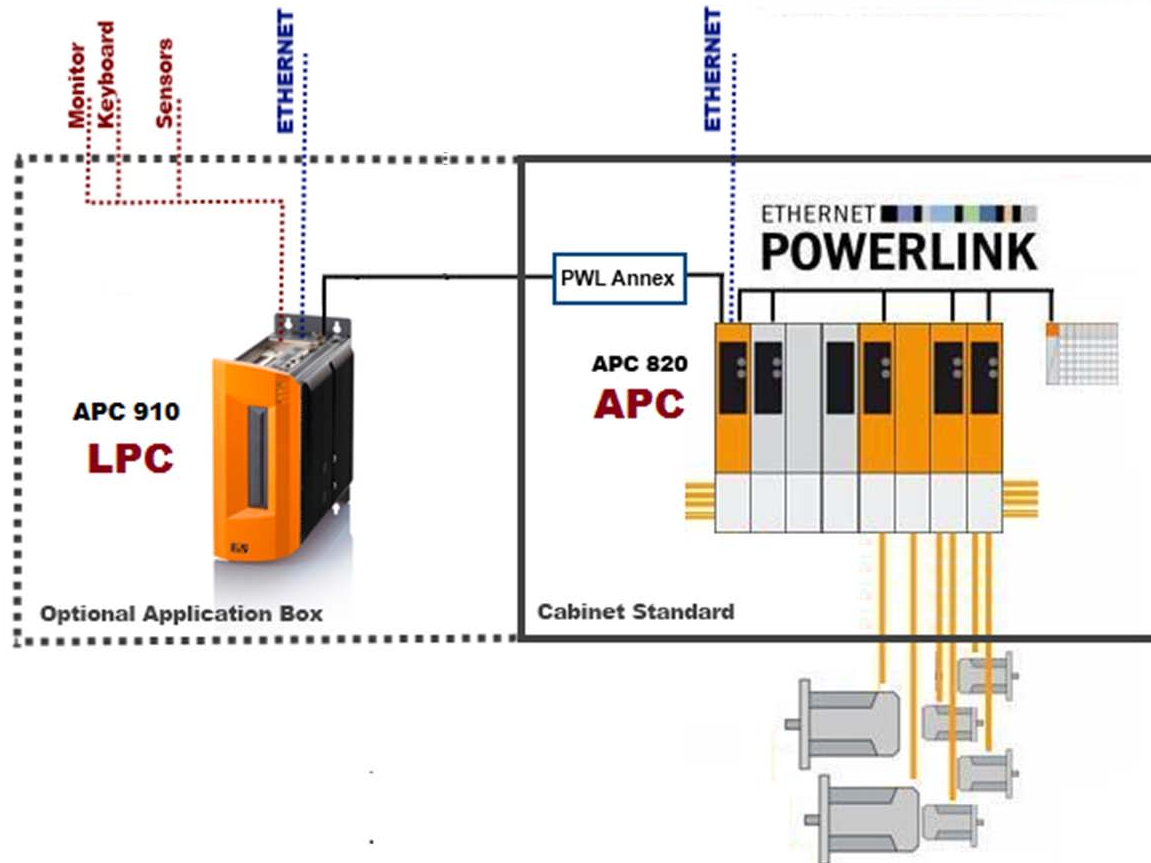 Monitor
Keyboard
Sensors
ETHERNET
ETHERNET
ETHERNET
POWERLINK
PWL Annex
APC 820
APC
APC 910
LPC
Optional Application Box
Cabinet Standard